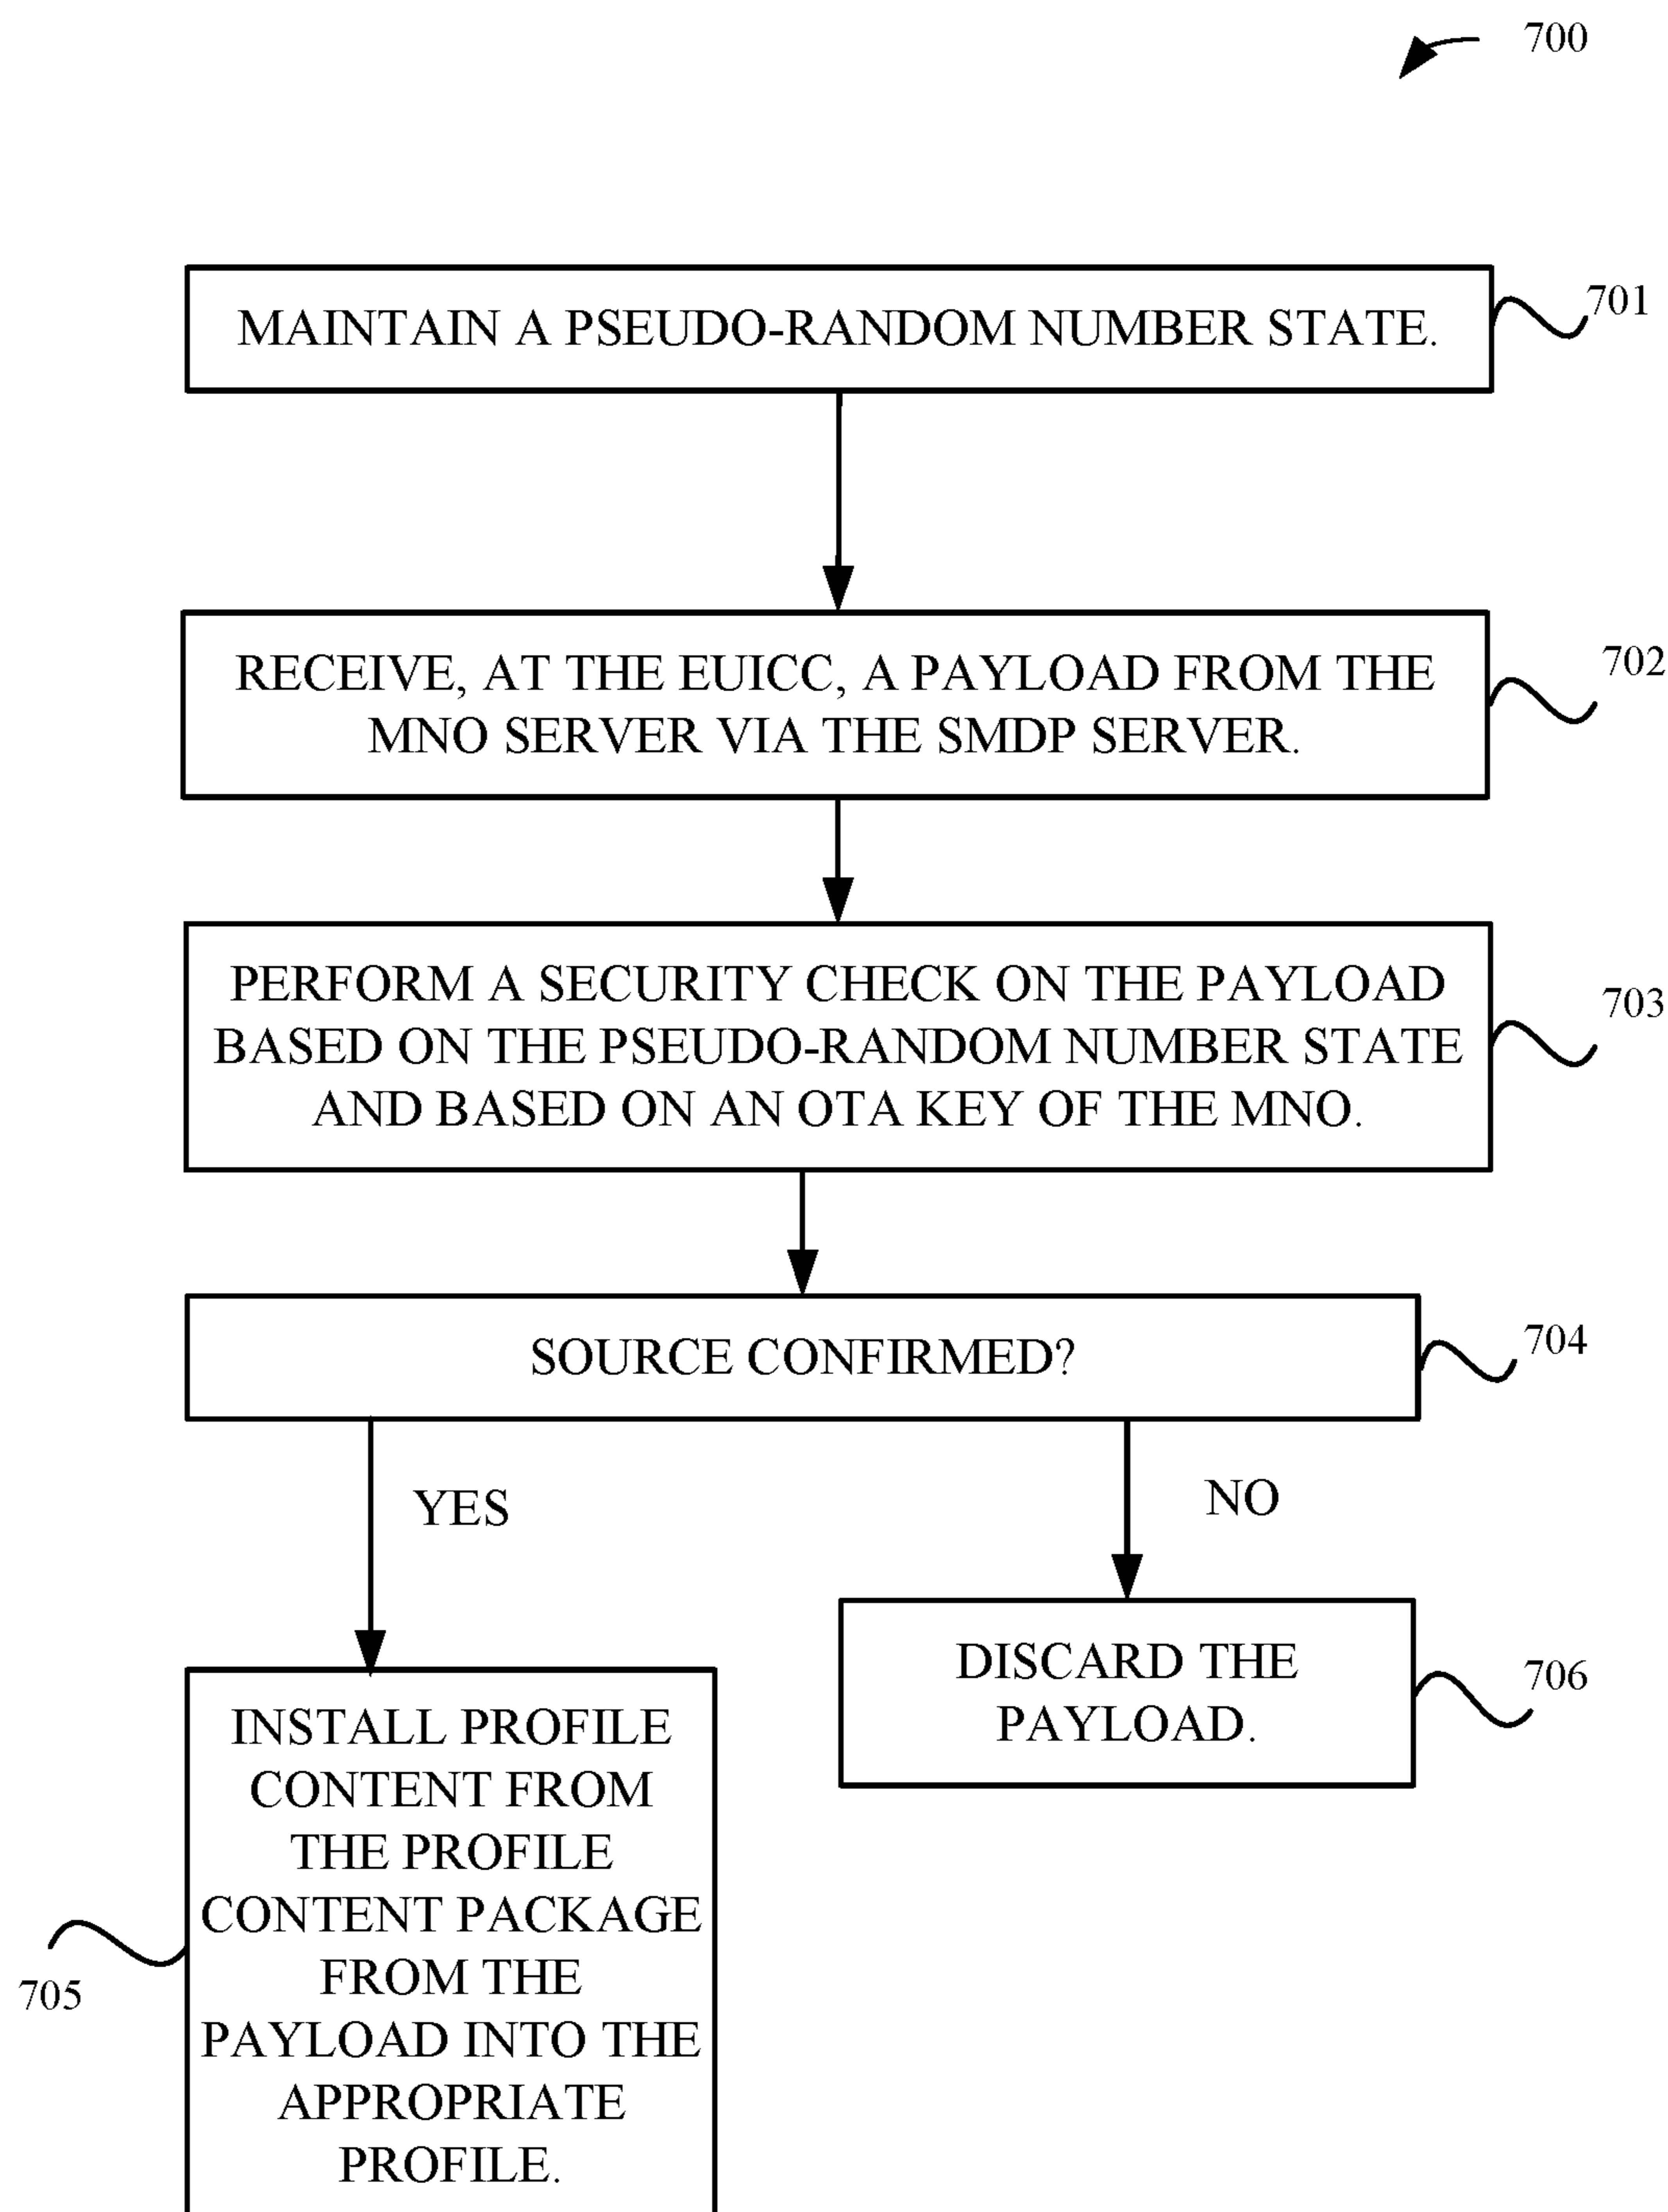 700
MAINTAIN A PSEUDO-RANDOM NUMBER STATE.
701
RECEIVE, AT THE EUICC, A PAYLOAD FROM THE
MNO SERVER VIA THE SMDP SERVER.
702
PERFORM A SECURITY CHECK ON THE PAYLOAD
BASED ON THE PSEUDO-RANDOM NUMBER STATE
AND BASED ON AN OTA KEY OF THE MNO.
703
SOURCE CONFIRMED?
704
YES
NO
DISCARD THE
PAYLOAD.
706
INSTALL PROFILE
CONTENT FROM
THE PROFILE
CONTENT PACKAGE
FROM THE
PAYLOAD INTO THE
APPROPRIATE
PROFILE.
705